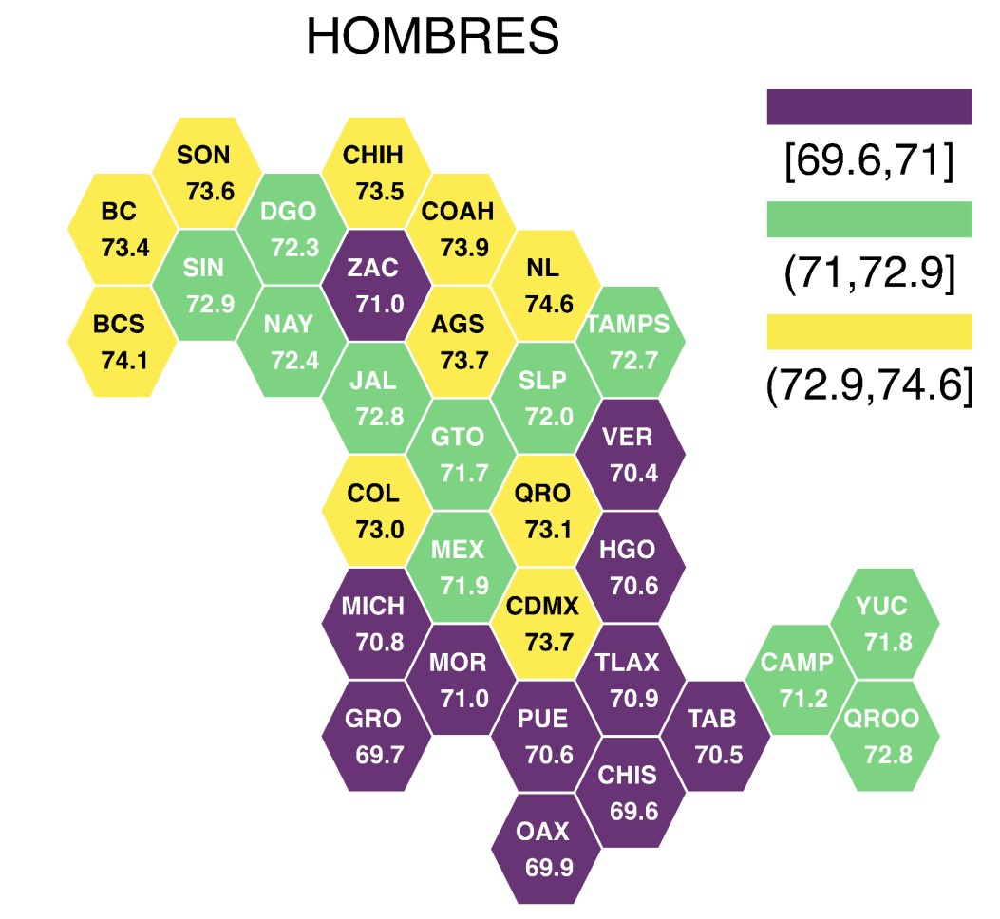 HOMBRES
[69.6,71]
(71,72.9]
(72.9,74.6]
SON
73.6
CHIH
73.5
BC
73.4
DGO
72.3
COAH
73.9
SIN
72.9
ZAC
71.0
NL
74.6
BCS
74.1
NAY
72.4
AGS
73.7
TAMPS
72.7
JAL
72.8
SLP
72.0
GTO
71.7
VER
70.4
COL
73.0
QRO
73.1
MEX
71.9
HGO
70.6
MICH
70.8
CDMX
73.7
YUC
71.8
MOR
71.0
TLAX
70.9
CAMP
71.2
GRO
69.7
PUE
70.6
TAB
70.5
QROO
72.8
CHIS
69.6
OAX
69.9